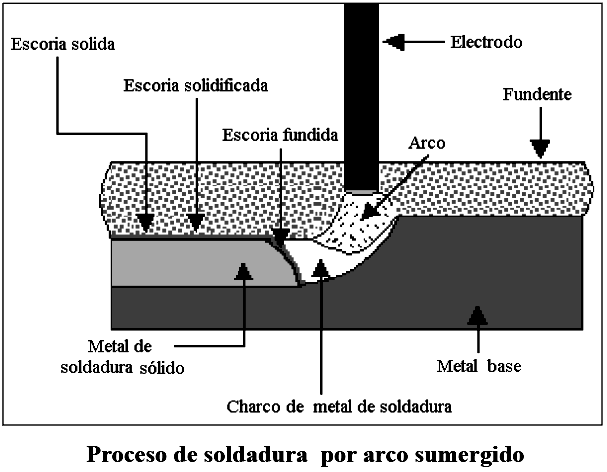 Escoria solida
Electrodo
Escoria solidificada
Fundente
Escoria fundida
Arco
Metal de
soldadura sólido
Metal base
Charco de metal de soldadura
Proceso de soldadura por arco sumergido